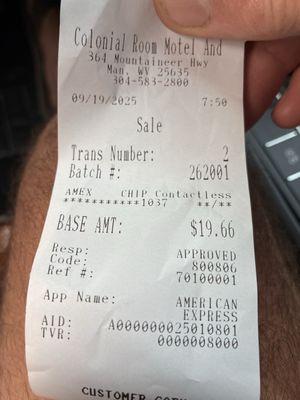 Colonial Room Motel And
364 Mountaineer Hwy
Man, WV 25635
304-583-2800
09/19/2025 7:50
Sale
Trans Number: 2
Batch #: 262001
AMEX CHIP Contactless
***********1037 **/**
BASE AMT: $19.66
Resp: APPROVED
Code: 800806
Ref #: 70100001
App Name: AMERICAN
EXPRESS
AID: A000000025010801
TVR: 0000008000
CUSTOMER COPY